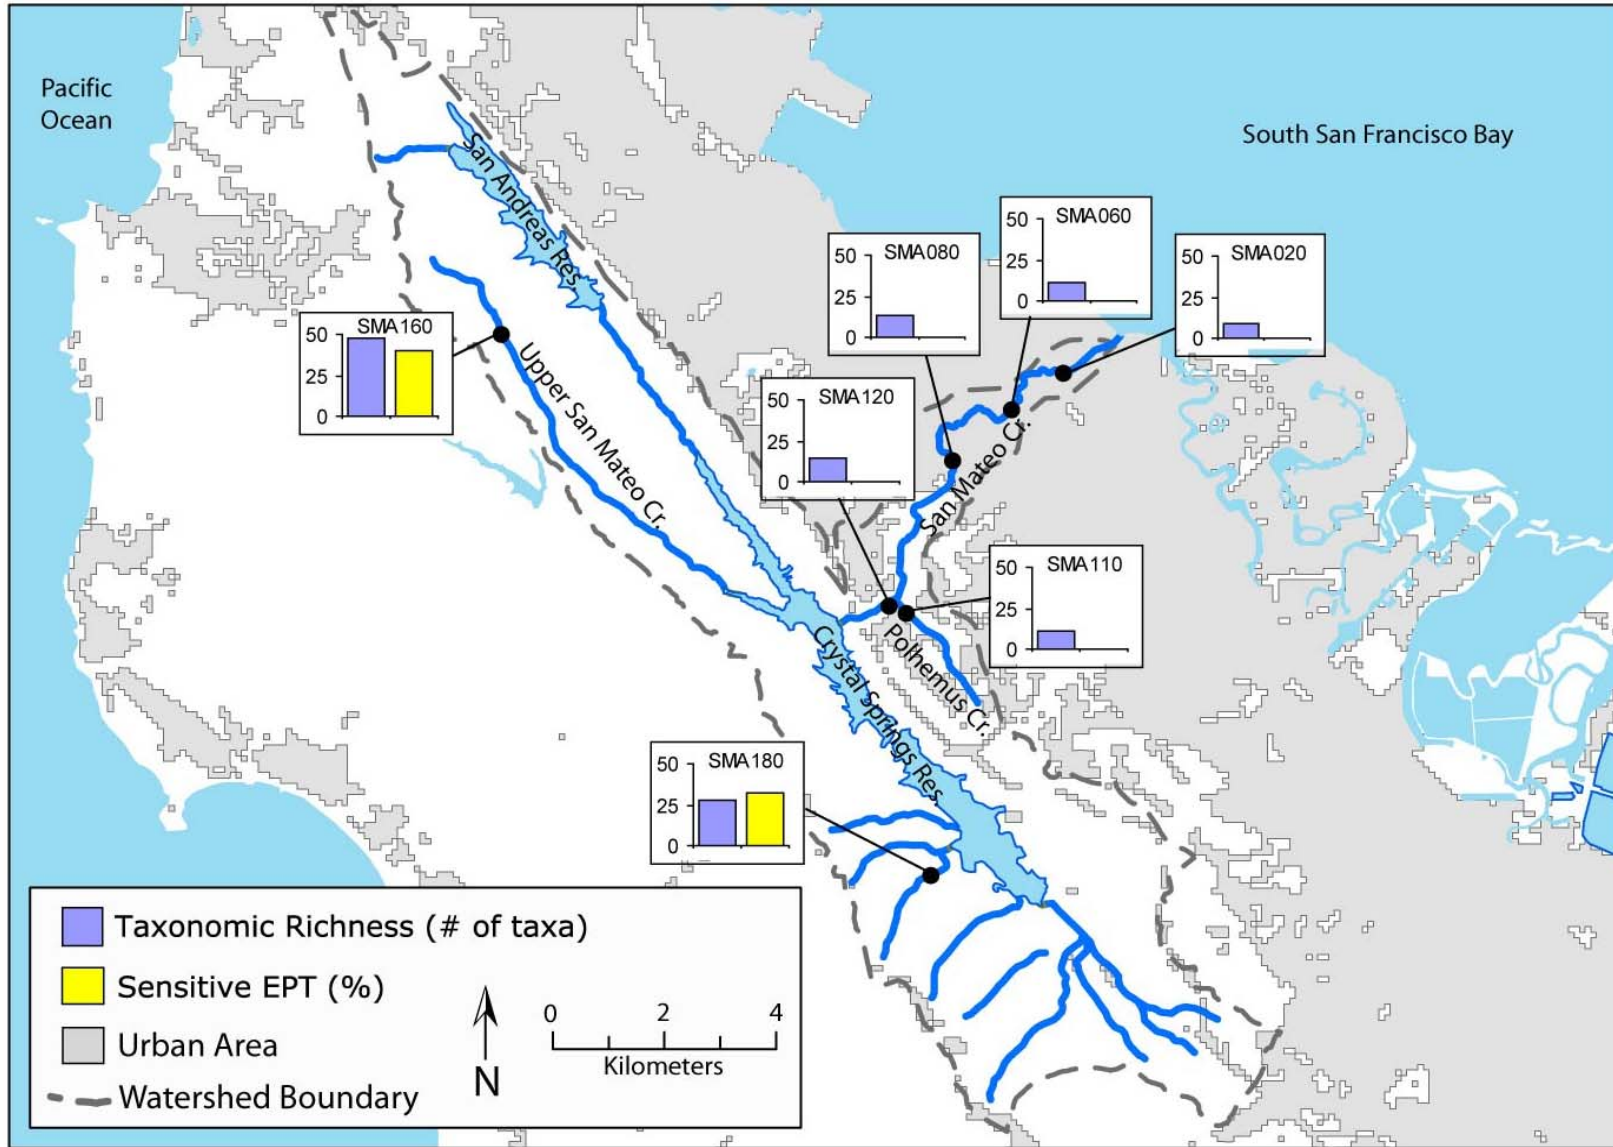 Pacific
Ocean
South San Francisco Bay
San Andreas Res.
SMA060
50
25
0
SMA080
50
25
0
SMA020
50
25
0
SMA160
50
25
0
Upper San Mateo Cr.
SMA120
50
25
0
San Mateo Cr.
SMA110
50
25
0
Polhemus Cr.
Crystal Springs Res.
SMA180
50
25
0
Taxonomic Richness (# of taxa)
Sensitive EPT (%)
Urban Area
Watershed Boundary
N
0 2 4
Kilometers